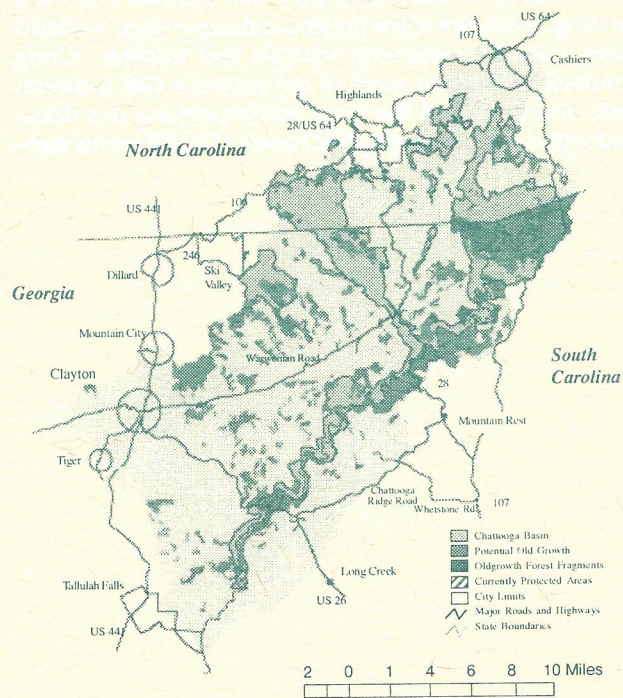 US 64
107
Cashiers
Highlands
28/US 64
North Carolina
US 441
106
246
Ski
Valley
Dillard
Georgia
Mountain City
Warwoman Road
Clayton
South
Carolina
28
Mountain Rest
Tiger
Chattooga
Ridge Road
Whetstone Rd
107
Chattooga Basin
Potential Old Growth
Oldgrowth Forest Fragments
Currently Protected Areas
City Limits
Major Roads and Highways
State Boundaries
Long Creek
US 26
Tallulah Falls
US 441
2 0 1 4 6 8 10 Miles